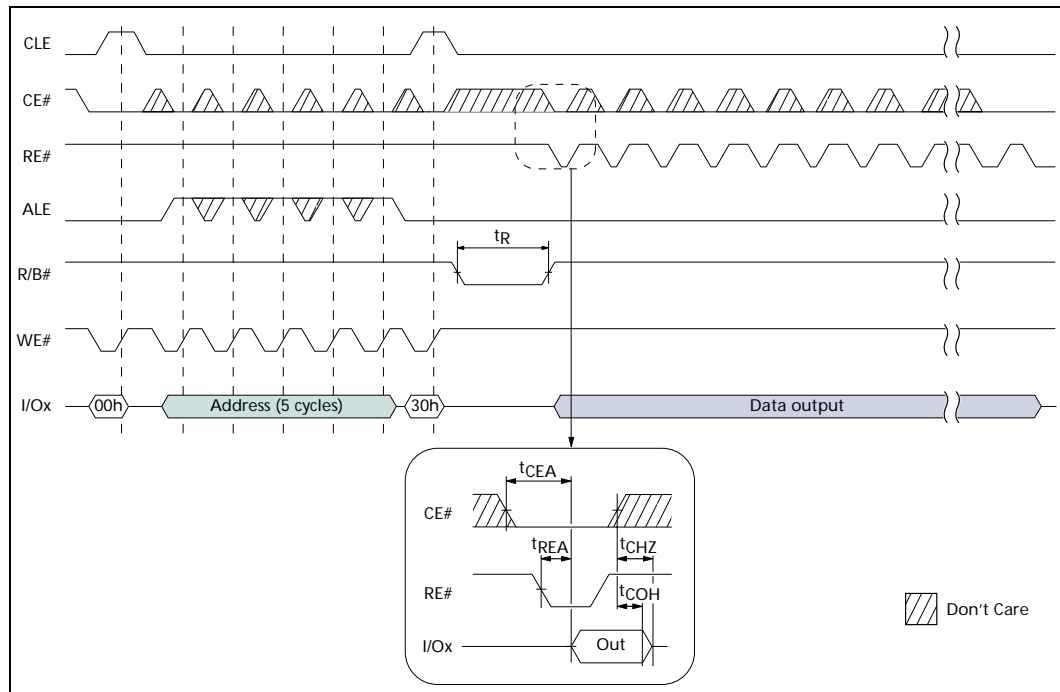 CLE
CE#
RE#
ALE
tR
R/B#
WE#
I/Ox 00h Address (5 cycles) 30h Data output
tCEA
CE#
tREA tCHZ
RE# tCOH
I/Ox Out
Don't Care